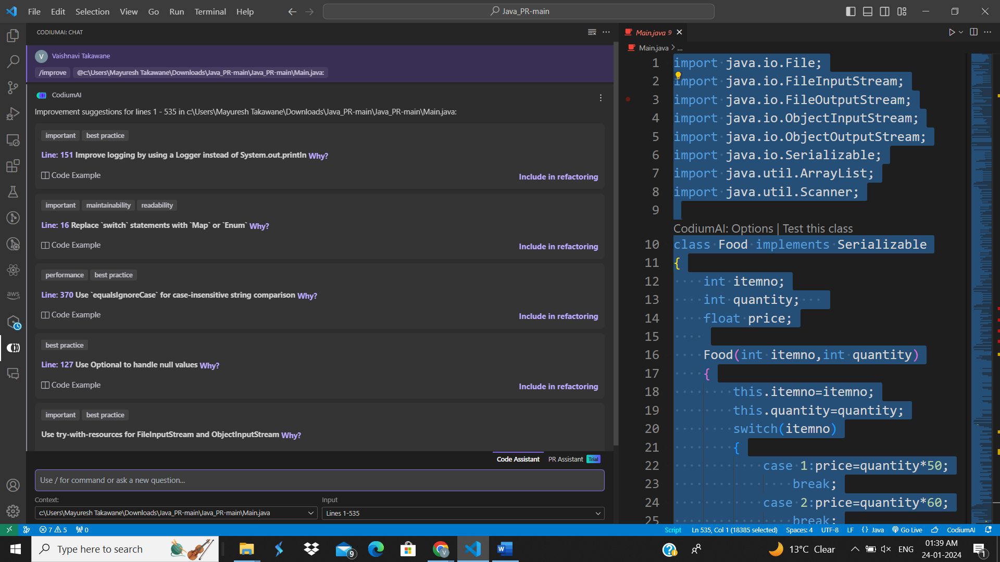 File Edit Selection View Go Run Terminal Help
Java_PR-main
CODIUMAI: CHAT
V Vaishnavi Takawane
/improve @c:\Users\Mayuresh Takawane\Downloads\Java_PR-main\Java_PR-main\Main.java:
CodiumAI
Improvement suggestions for lines 1 - 535 in c:\Users\Mayuresh Takawane\Downloads\Java_PR-main\Java_PR-main\Main.java:
important best practice
Line: 151 Improve logging by using a Logger instead of System.out.println Why?
Code Example
Include in refactoring
important maintainability readability
Line: 16 Replace `switch` statements with `Map` or `Enum` Why?
Code Example
Include in refactoring
performance best practice
Line: 370 Use `equalsIgnoreCase` for case-insensitive string comparison Why?
Code Example
Include in refactoring
best practice
Line: 127 Use Optional to handle null values Why?
Code Example
Include in refactoring
important best practice
Use try-with-resources for FileInputStream and ObjectInputStream Why?
Code Assistant PR Assistant Trial
Use / for command or ask a new question...
Context:
c:\Users\Mayuresh Takawane\Downloads\Java_PR-main\Java_PR-main\Main.java
Input
Lines 1-535
aws
Main.java 9
Main.java > ...
1 import java.io.File;
2 import java.io.FileInputStream;
3 import java.io.FileOutputStream;
4 import java.io.ObjectInputStream;
5 import java.io.ObjectOutputStream;
6 import java.io.Serializable;
7 import java.util.ArrayList;
8 import java.util.Scanner;
9
CodiumAI: Options | Test this class
10 class Food implements Serializable
11 {
12 int itemno;
13 int quantity;
14 float price;
15
16 Food(int itemno,int quantity)
17 {
18 this.itemno=itemno;
19 this.quantity=quantity;
20 switch(itemno)
21 {
22 case 1:price=quantity*50;
23 break;
24 case 2:price=quantity*60;
25 break;
7 5 0
Script Ln 535, Col 1 (18385 selected) Spaces: 4 UTF-8 LF {} Java Go Live CodiumAI
Type here to search
9
V
W
13°C Clear
ENG
01:39 AM
24-01-2024
1